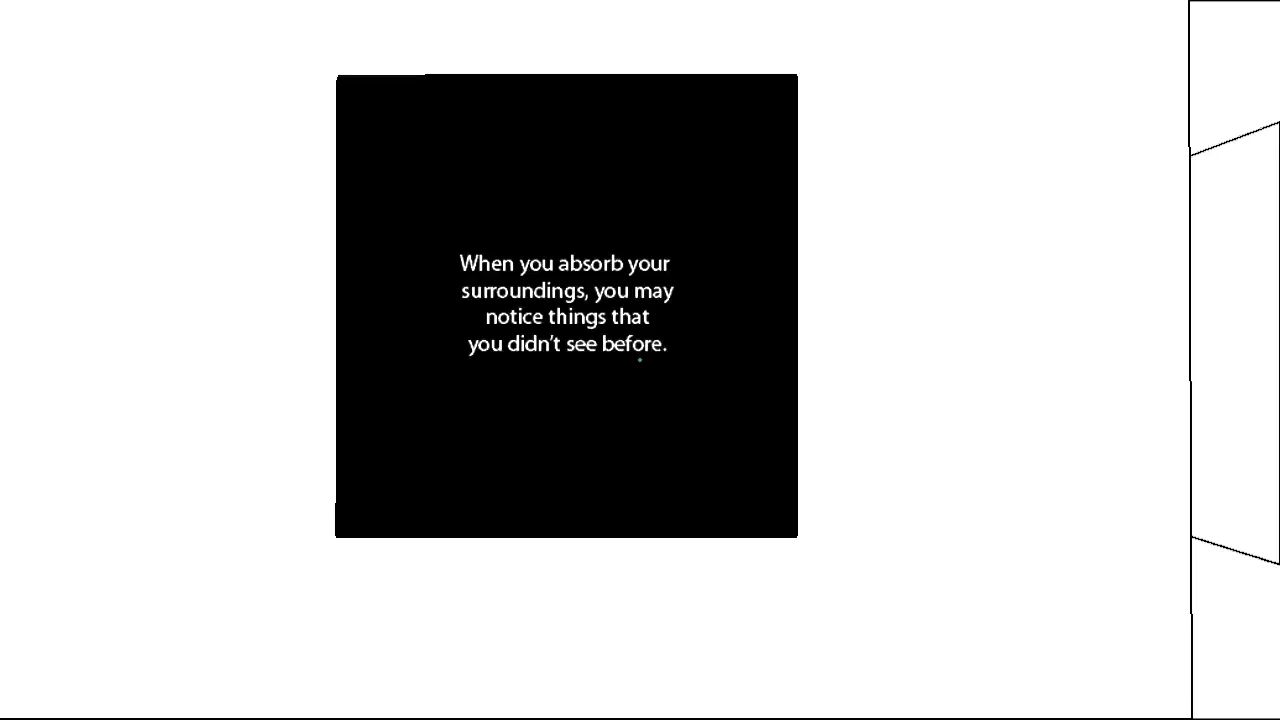 When you absorb your
surroundings, you may
notice things that
you didn't see before.